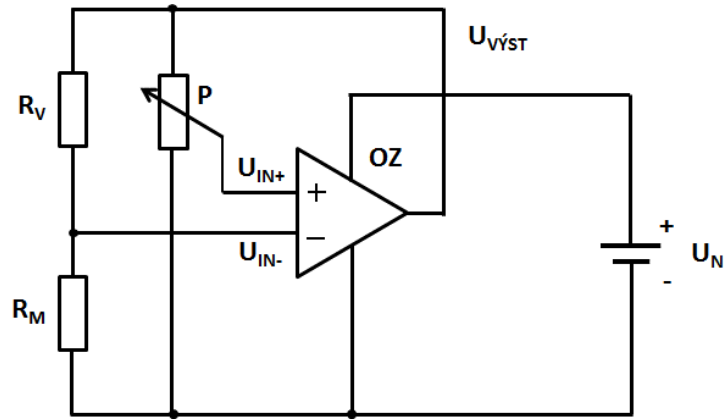 U_VÝST
R_V
P
OZ
U_IN+
+
−
U_IN-
+
U_N
-
R_M